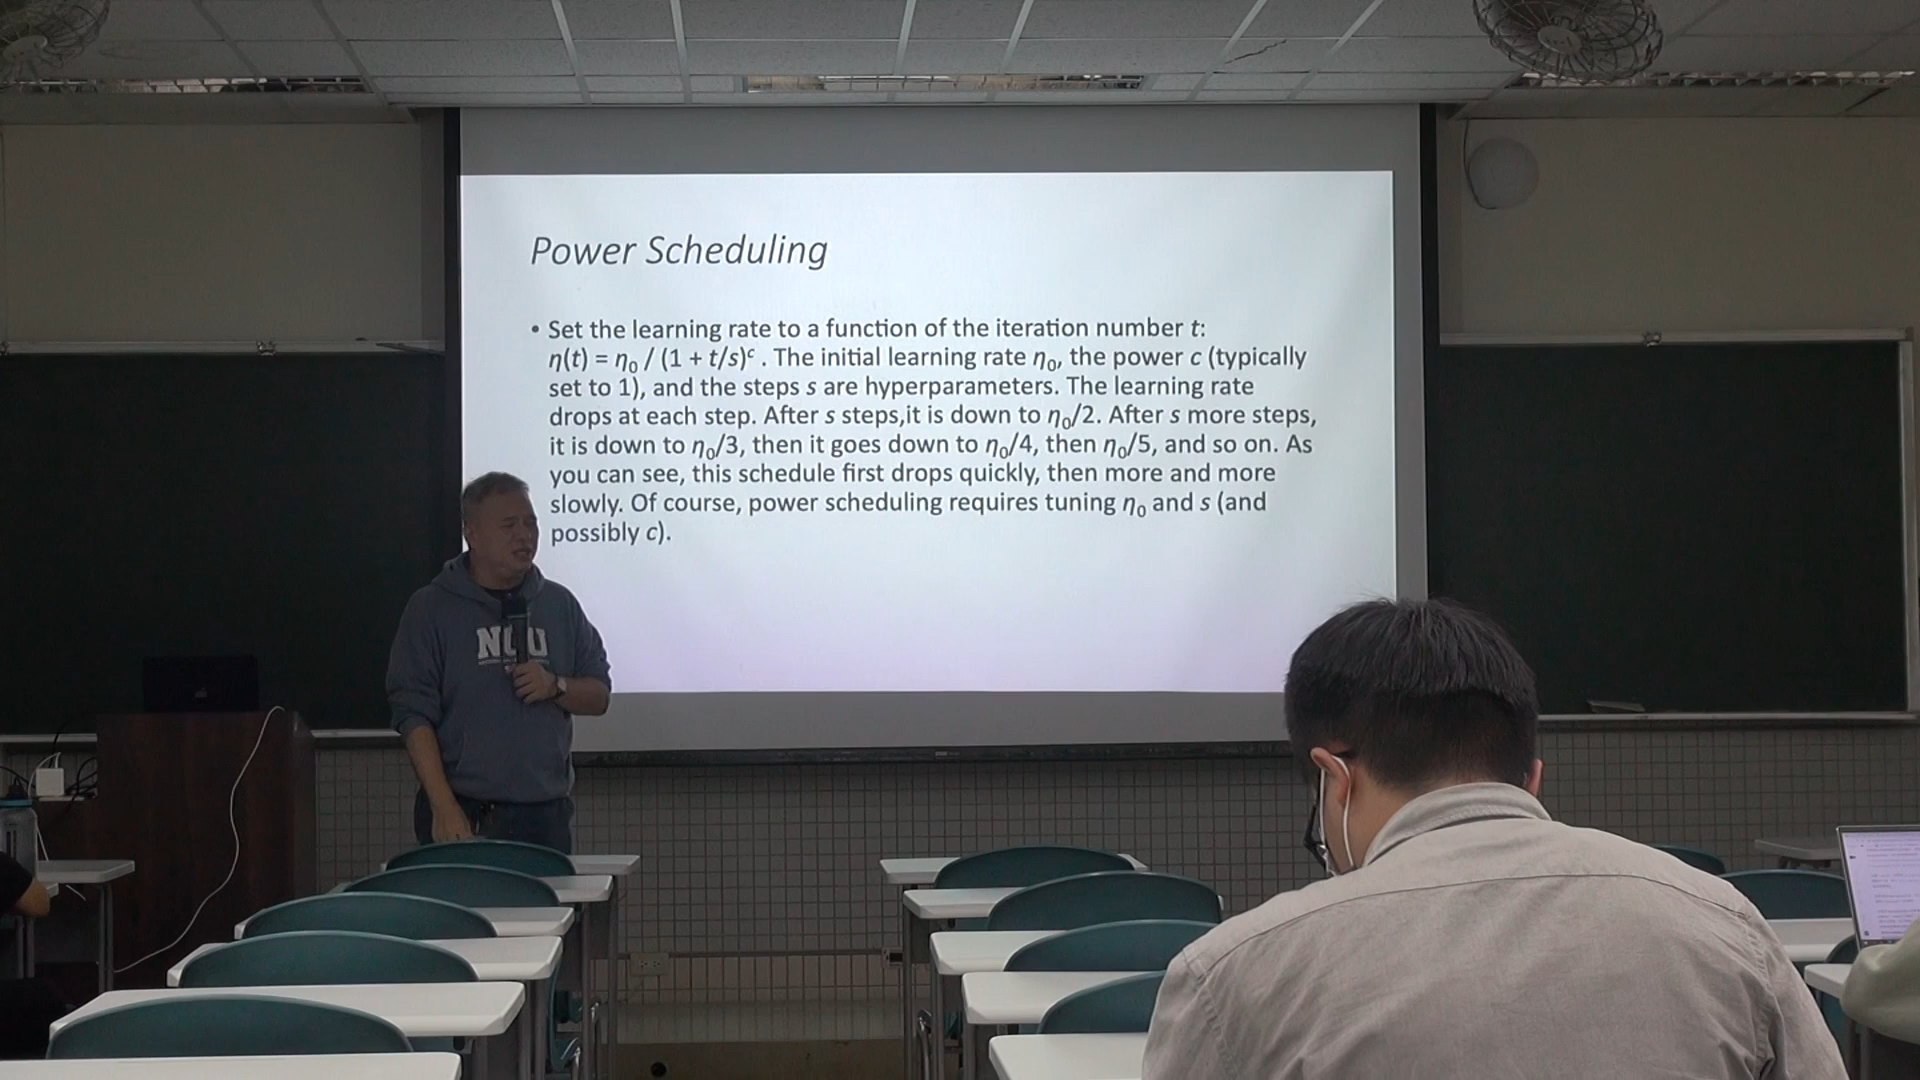 Power Scheduling
• Set the learning rate to a function of the iteration number t:
η(t) = η₀ / (1 + t/s)ᶜ . The initial learning rate η₀, the power c (typically
set to 1), and the steps s are hyperparameters. The learning rate
drops at each step. After s steps,it is down to η₀/2. After s more steps,
it is down to η₀/3, then it goes down to η₀/4, then η₀/5, and so on. As
you can see, this schedule first drops quickly, then more and more
slowly. Of course, power scheduling requires tuning η₀ and s (and
possibly c).